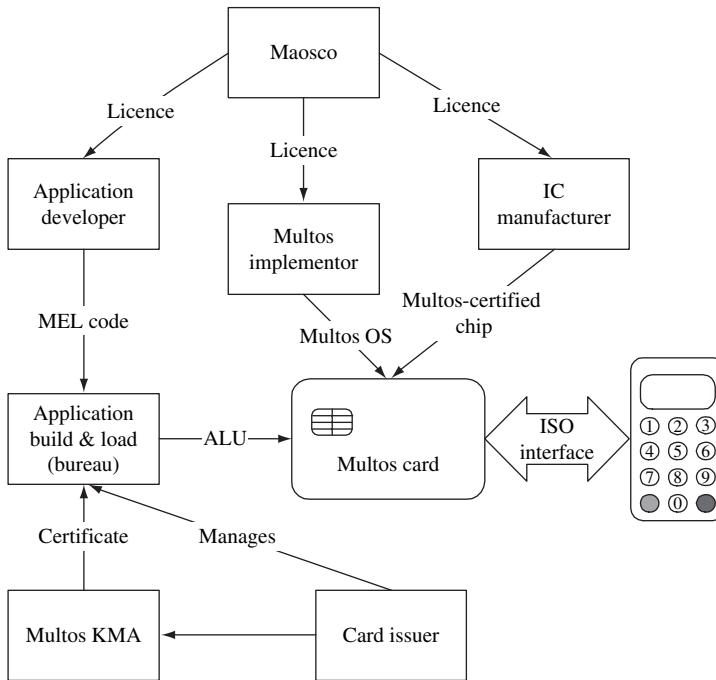 Maosco
Licence
Licence
Licence
Application
developer
IC
manufacturer
Multos
implementor
MEL code
Multos-certified
chip
Multos OS
Application
build & load
(bureau)
ALU
Multos card
ISO
interface
1 2 3
4 5 6
7 8 9
0
Certificate
Manages
Multos KMA
Card issuer